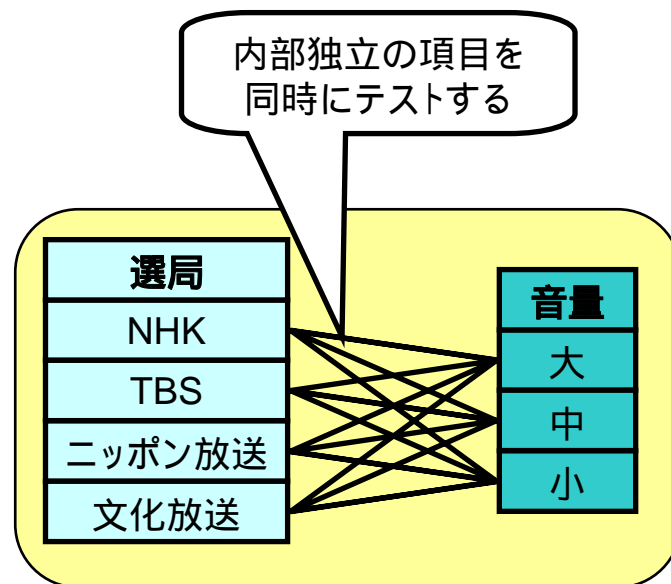 内部独立の項目を
同時にテストする
選局
NHK
TBS
ニッポン放送
文化放送
音量
大
中
小